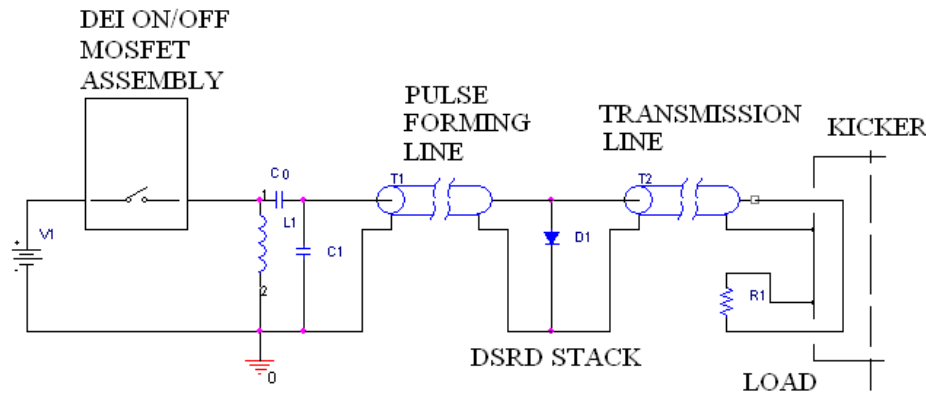 DEI ON/OFF
MOSFET
ASSEMBLY
PULSE
FORMING
LINE
TRANSMISSION
LINE
KICKER
C0
1
L1
2
C1
V1
+
-
0
T1
D1
T2
R1
DSRD STACK
LOAD